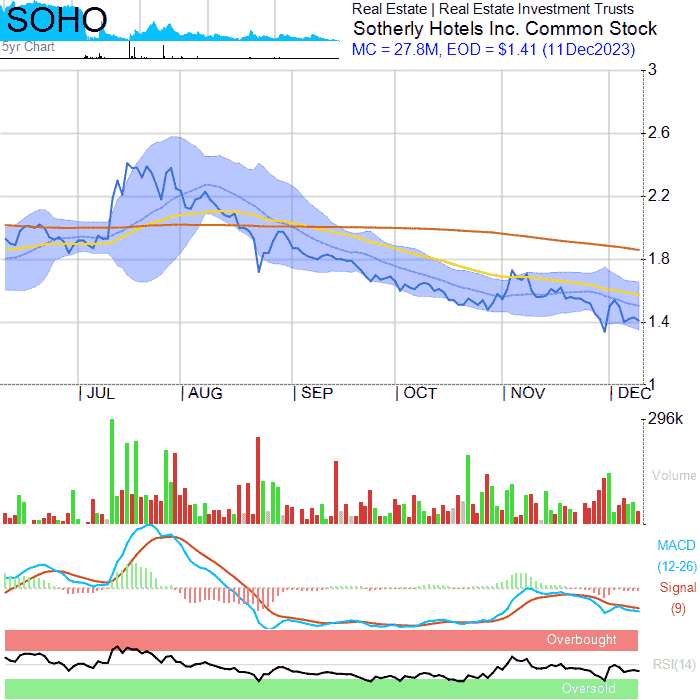 SOHO
5yr Chart
Real Estate | Real Estate Investment Trusts
Sotherly Hotels Inc. Common Stock
MC = 27.8M, EOD = $1.41 (11Dec2023)
3
2.6
2.2
1.8
1.4
1
JUL AUG SEP OCT NOV DEC
296k
Volume
MACD
(12-26)
Signal
(9)
Overbought
RSI(14)
Oversold